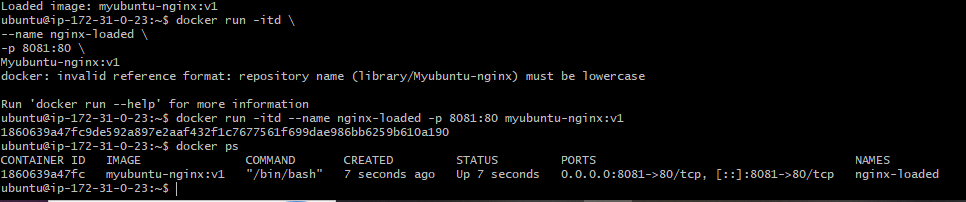 Loaded image: myubuntu-nginx:v1
ubuntu@ip-172-31-0-23:~$ docker run -itd \
--name nginx-loaded \
-p 8081:80 \
Myubuntu-nginx:v1
docker: invalid reference format: repository name (library/Myubuntu-nginx) must be lowercase

Run 'docker run --help' for more information
ubuntu@ip-172-31-0-23:~$ docker run -itd --name nginx-loaded -p 8081:80 myubuntu-nginx:v1
1860639a47fc9de592a897e2aaf432f1c7677561f699dae986bb6259b610a190
ubuntu@ip-172-31-0-23:~$ docker ps
CONTAINER ID   IMAGE               COMMAND       CREATED         STATUS         PORTS                                     NAMES
1860639a47fc   myubuntu-nginx:v1   "/bin/bash"   7 seconds ago   Up 7 seconds   0.0.0.0:8081->80/tcp, [::]:8081->80/tcp   nginx-loaded
ubuntu@ip-172-31-0-23:~$